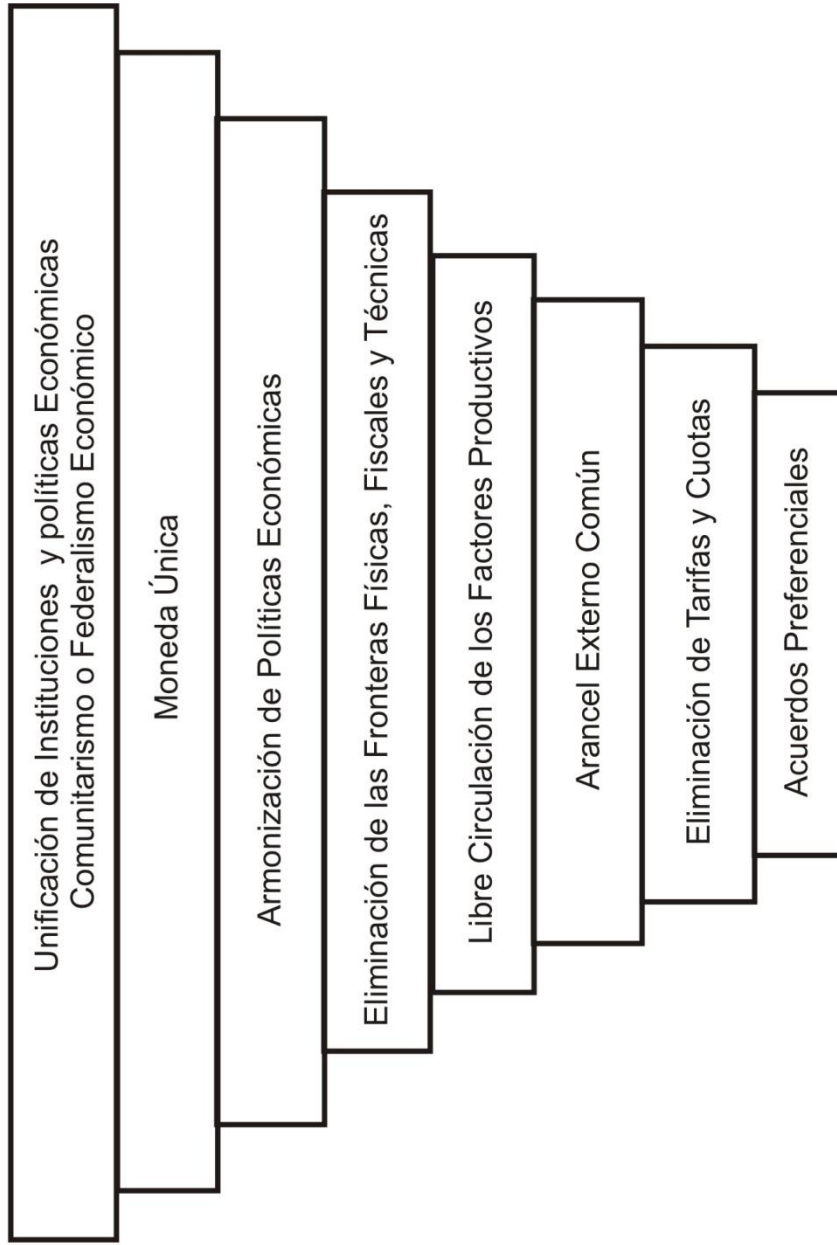 Unificación de Instituciones y políticas Económicas
Comunitarismo o Federalismo Económico
Moneda Única
Armonización de Políticas Económicas
Eliminación de las Fronteras Físicas, Fiscales y Técnicas
Libre Circulación de los Factores Productivos
Arancel Externo Común
Eliminación de Tarifas y Cuotas
Acuerdos Preferenciales